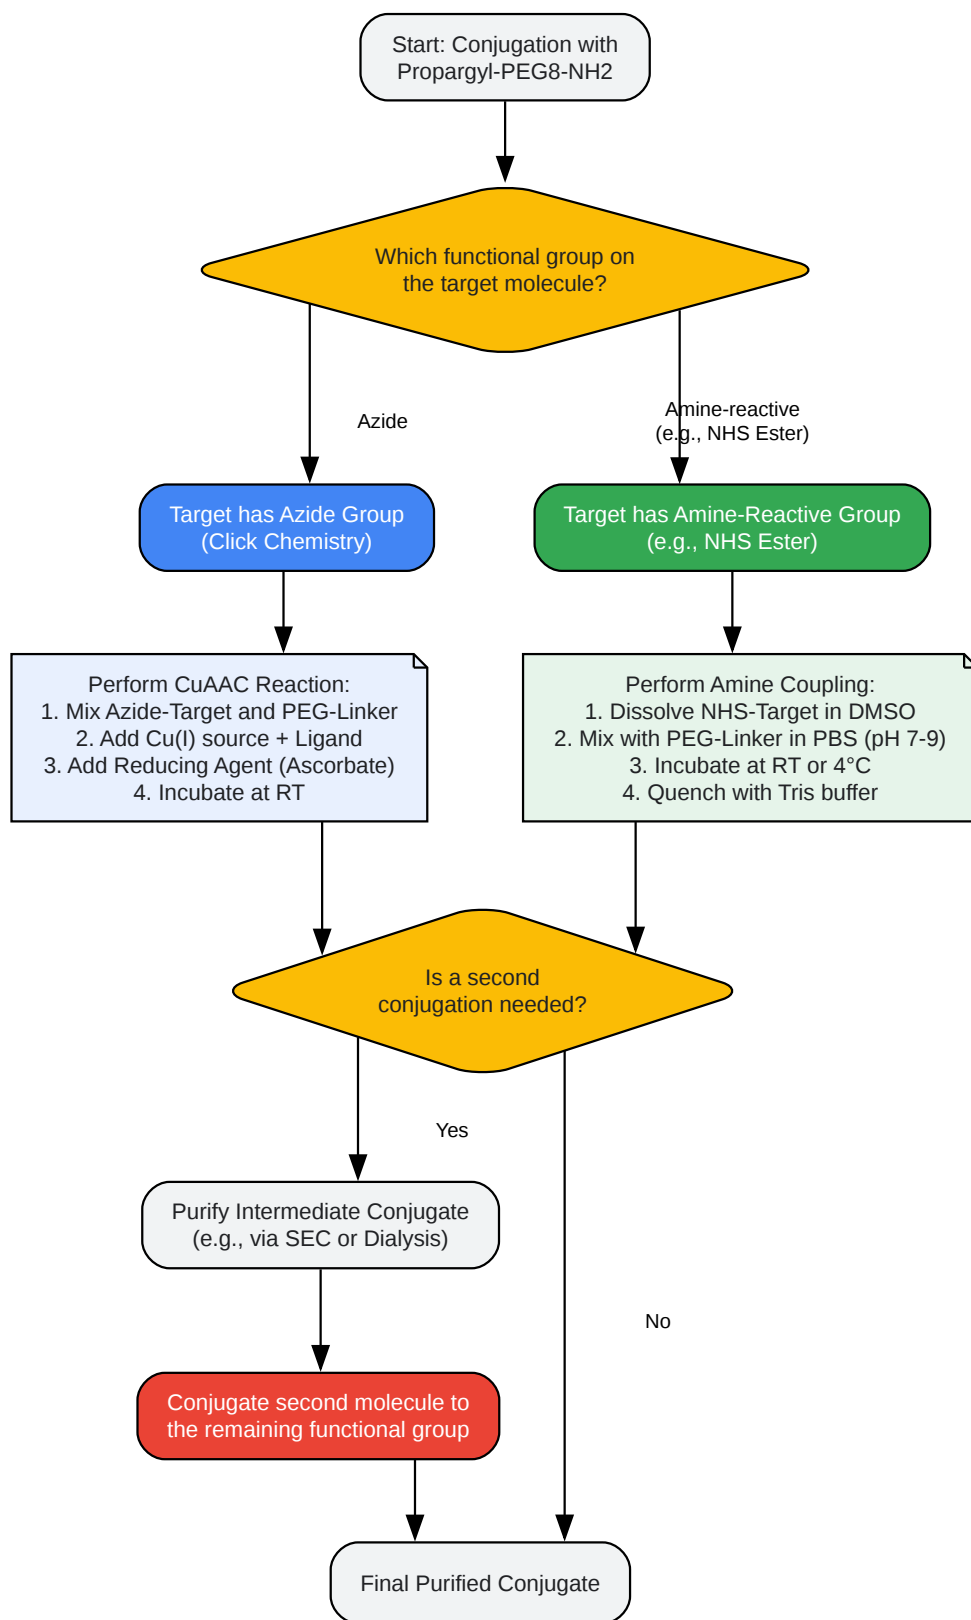 Start: Conjugation with
Propargyl-PEG8-NH2
Which functional group on
the target molecule?
Azide
Amine-reactive
(e.g., NHS Ester)
Target has Azide Group
(Click Chemistry)
Target has Amine-Reactive Group
(e.g., NHS Ester)
Perform CuAAC Reaction:
1. Mix Azide-Target and PEG-Linker
2. Add Cu(I) source + Ligand
3. Add Reducing Agent (Ascorbate)
4. Incubate at RT
Perform Amine Coupling:
1. Dissolve NHS-Target in DMSO
2. Mix with PEG-Linker in PBS (pH 7-9)
3. Incubate at RT or 4°C
4. Quench with Tris buffer
Is a second
conjugation needed?
Yes
Purify Intermediate Conjugate
(e.g., via SEC or Dialysis)
No
Conjugate second molecule to
the remaining functional group
Final Purified Conjugate